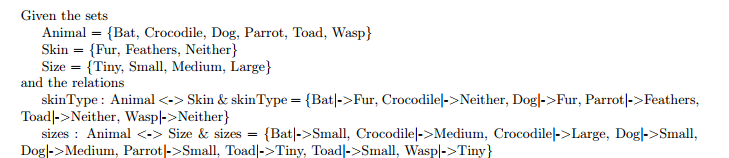 Given the sets
Animal = {Bat, Crocodile, Dog, Parrot, Toad, Wasp}
Skin = {Fur, Feathers, Neither}
Size = {Tiny, Small, Medium, Large}
and the relations
skinType : Animal <-> Skin & skinType = {Bat|->Fur, Crocodile|->Neither, Dog|->Fur, Parrot|->Feathers,
Toad|->Neither, Wasp|->Neither}
sizes : Animal <-> Size & sizes = {Bat|->Small, Crocodile|->Medium, Crocodile|->Large, Dog|->Small,
Dog|->Medium, Parrot|->Small, Toad|->Tiny, Toad|->Small, Wasp|->Tiny}